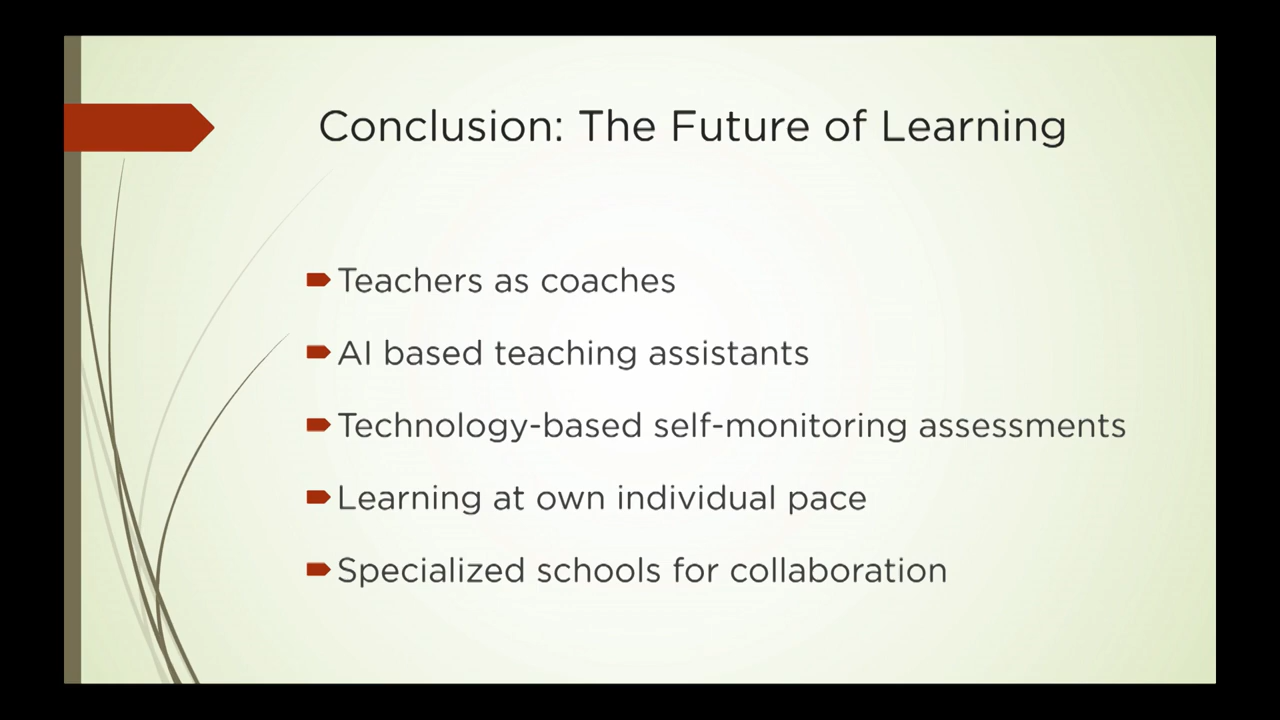 Conclusion: The Future of Learning
Teachers as coaches
AI based teaching assistants
Technology-based self-monitoring assessments
Learning at own individual pace
Specialized schools for collaboration